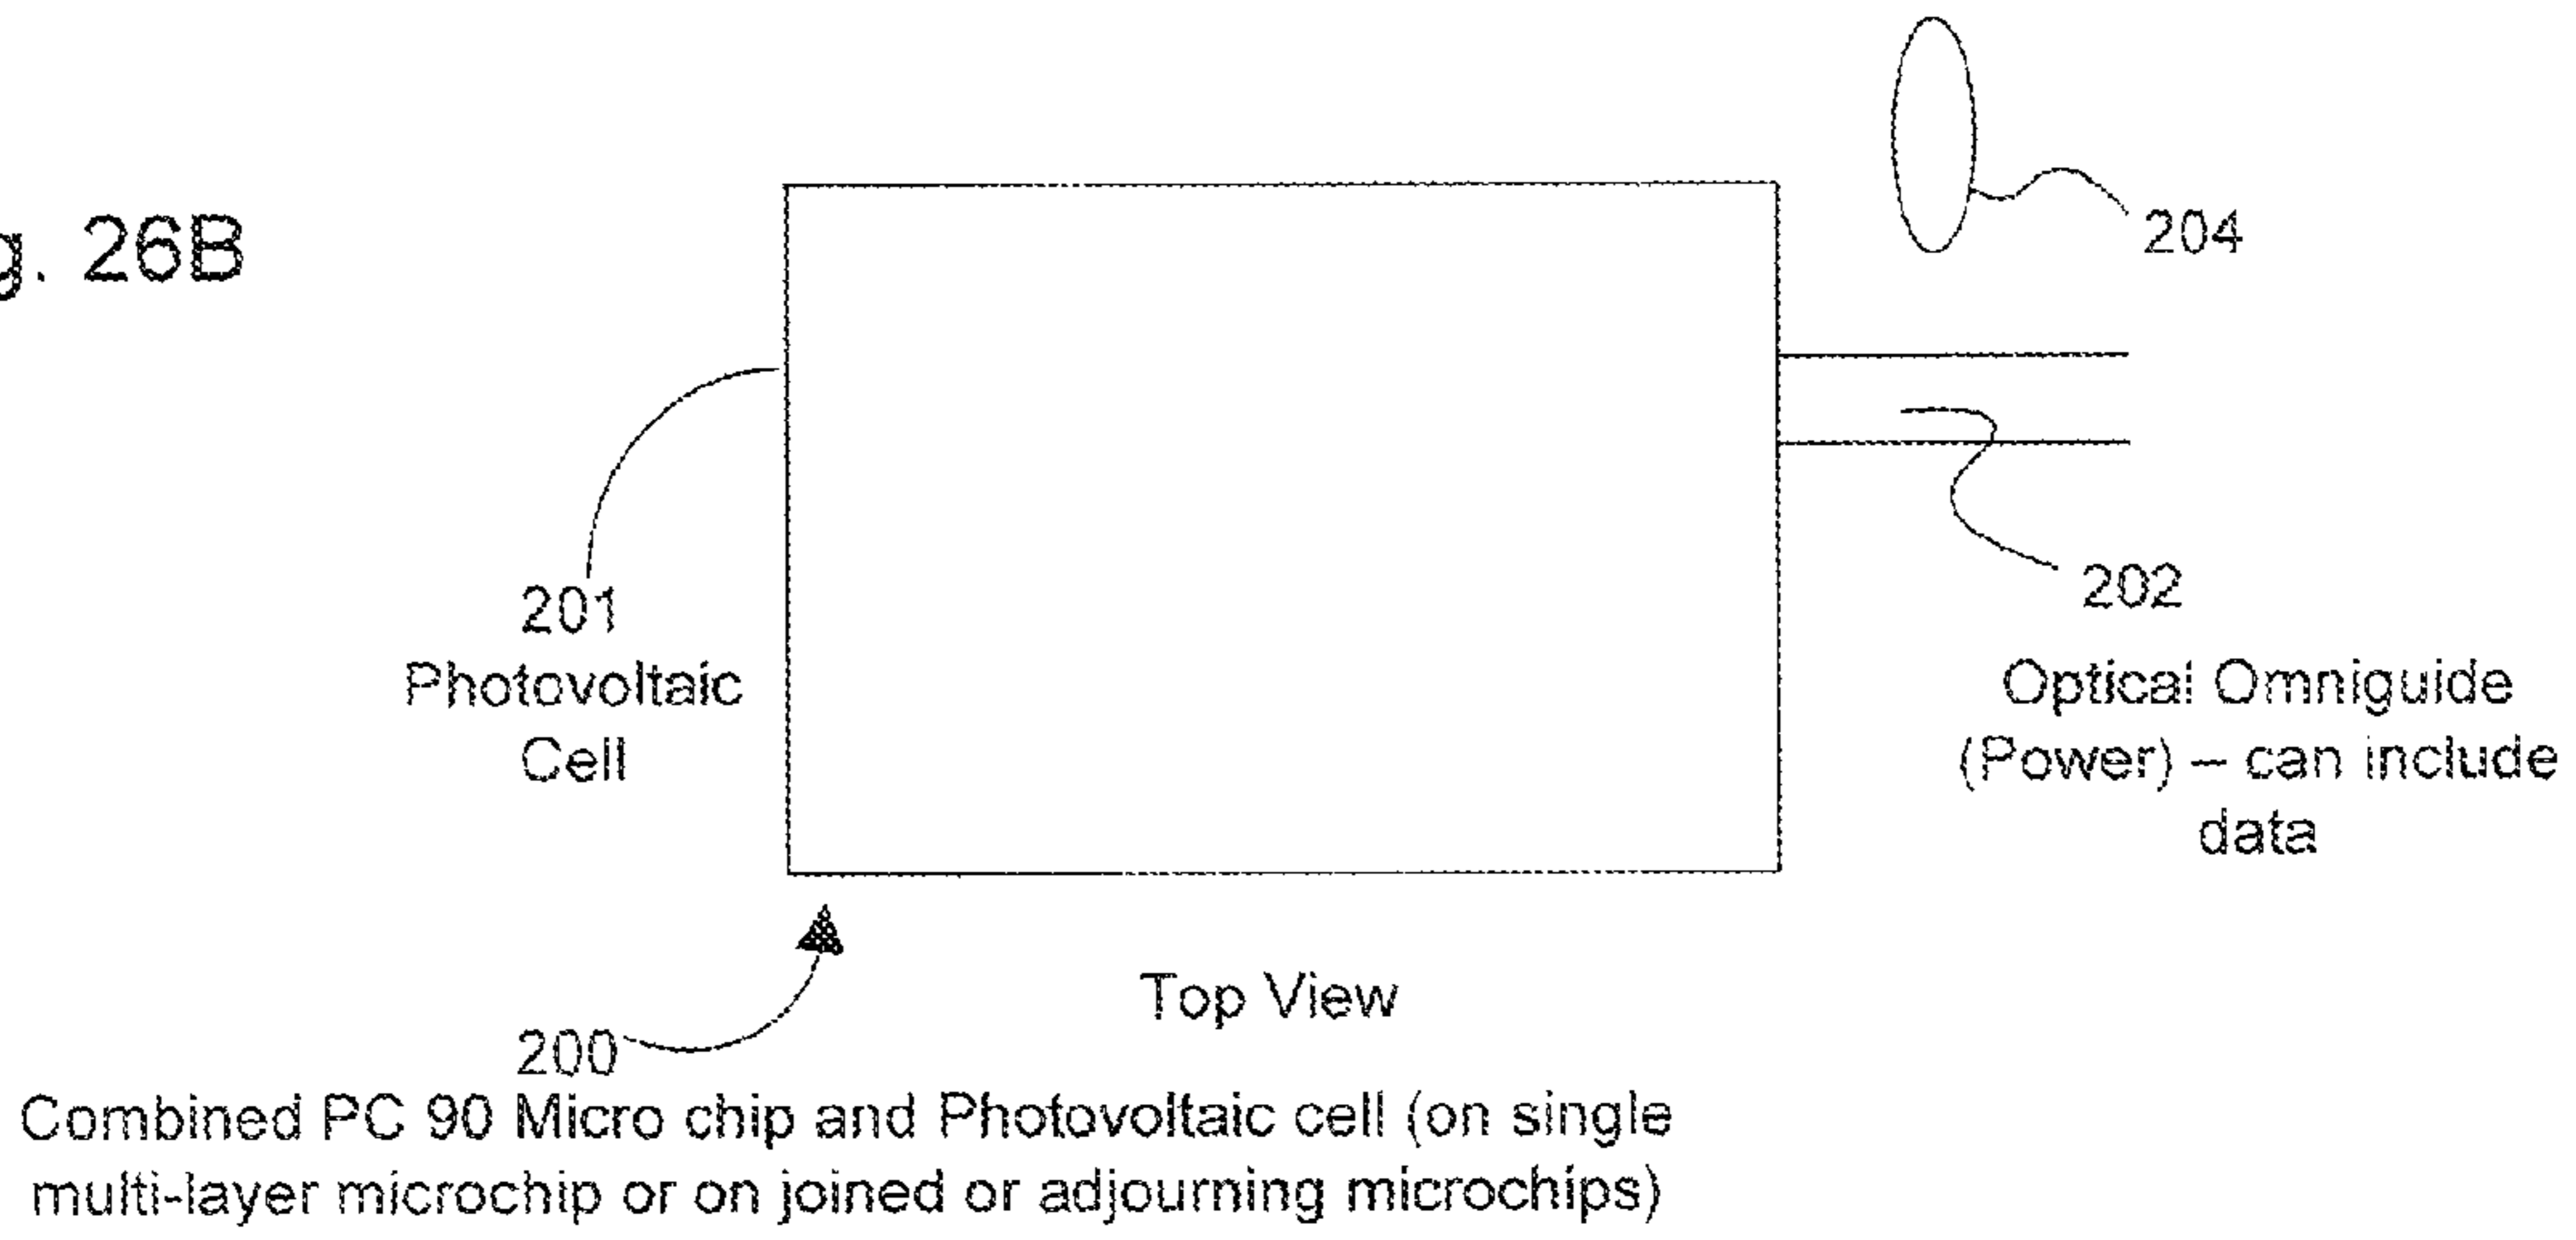 g. 26B
204
201
Photovoltaic
Cell
202
Optical Omniguide
(Power) – can include
data
Top View
200
Combined PC 90 Micro chip and Photovoltaic cell (on single
multi-layer microchip or on joined or adjourning microchips)